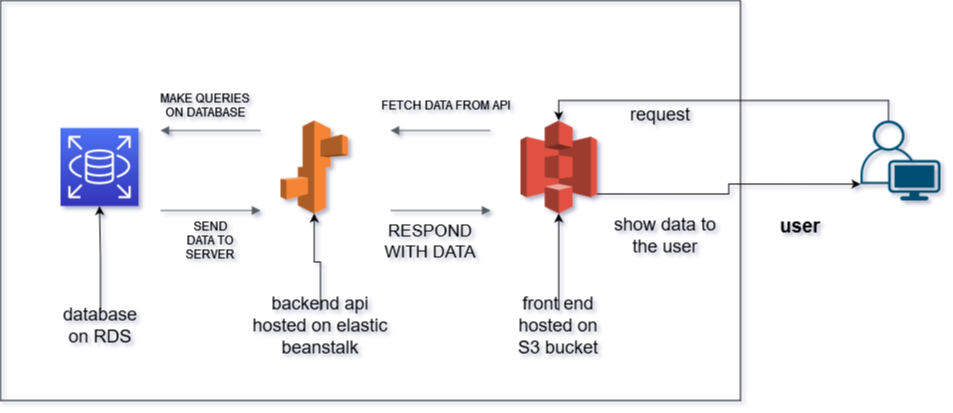 MAKE QUERIES
ON DATABASE
FETCH DATA FROM API
request
SEND
DATA TO
SERVER
RESPOND
WITH DATA
show data to
the user
user
database
on RDS
backend api
hosted on elastic
beanstalk
front end
hosted on
S3 bucket